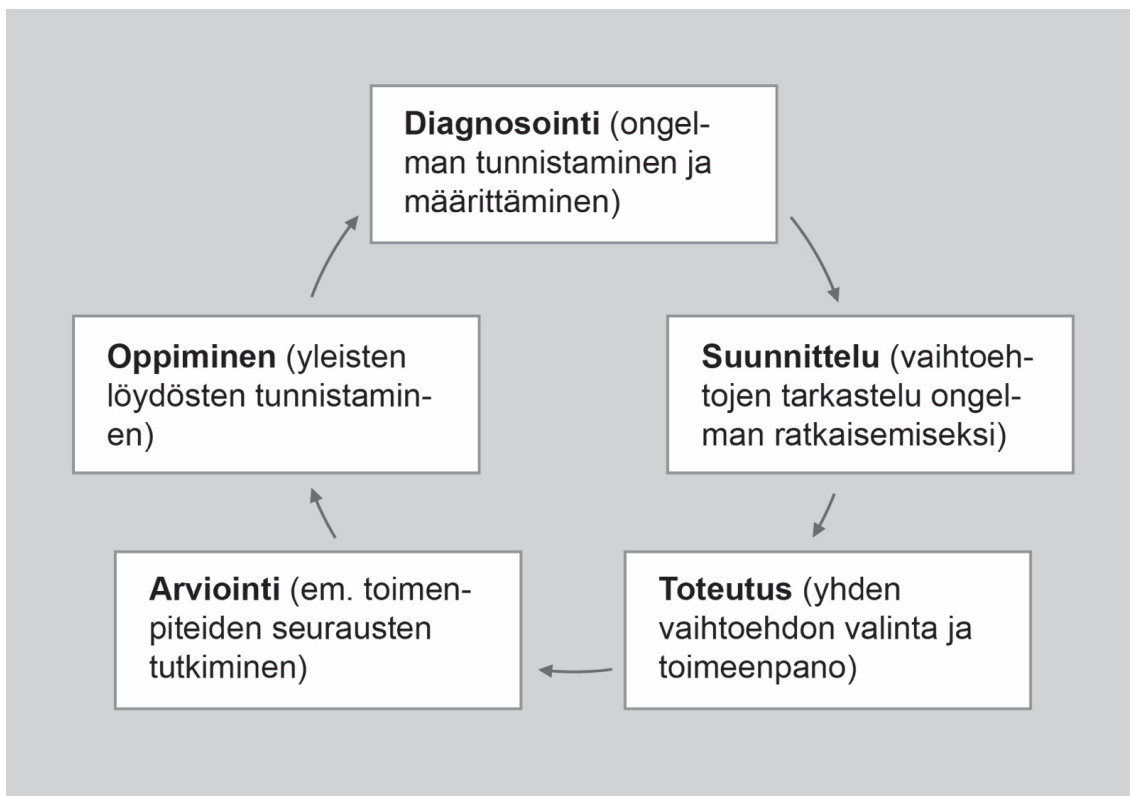 Diagnosointi (ongel-
man tunnistaminen ja
määrittäminen)
Suunnittelu (vaihtoeh-
tojen tarkastelu ongel-
man ratkaisemiseksi)
Toteutus (yhden
vaihtoehdon valinta ja
toimeenpano)
Arviointi (em. toimen-
piteiden seurausten
tutkiminen)
Oppiminen (yleisten
löydösten tunnistamin-
en)